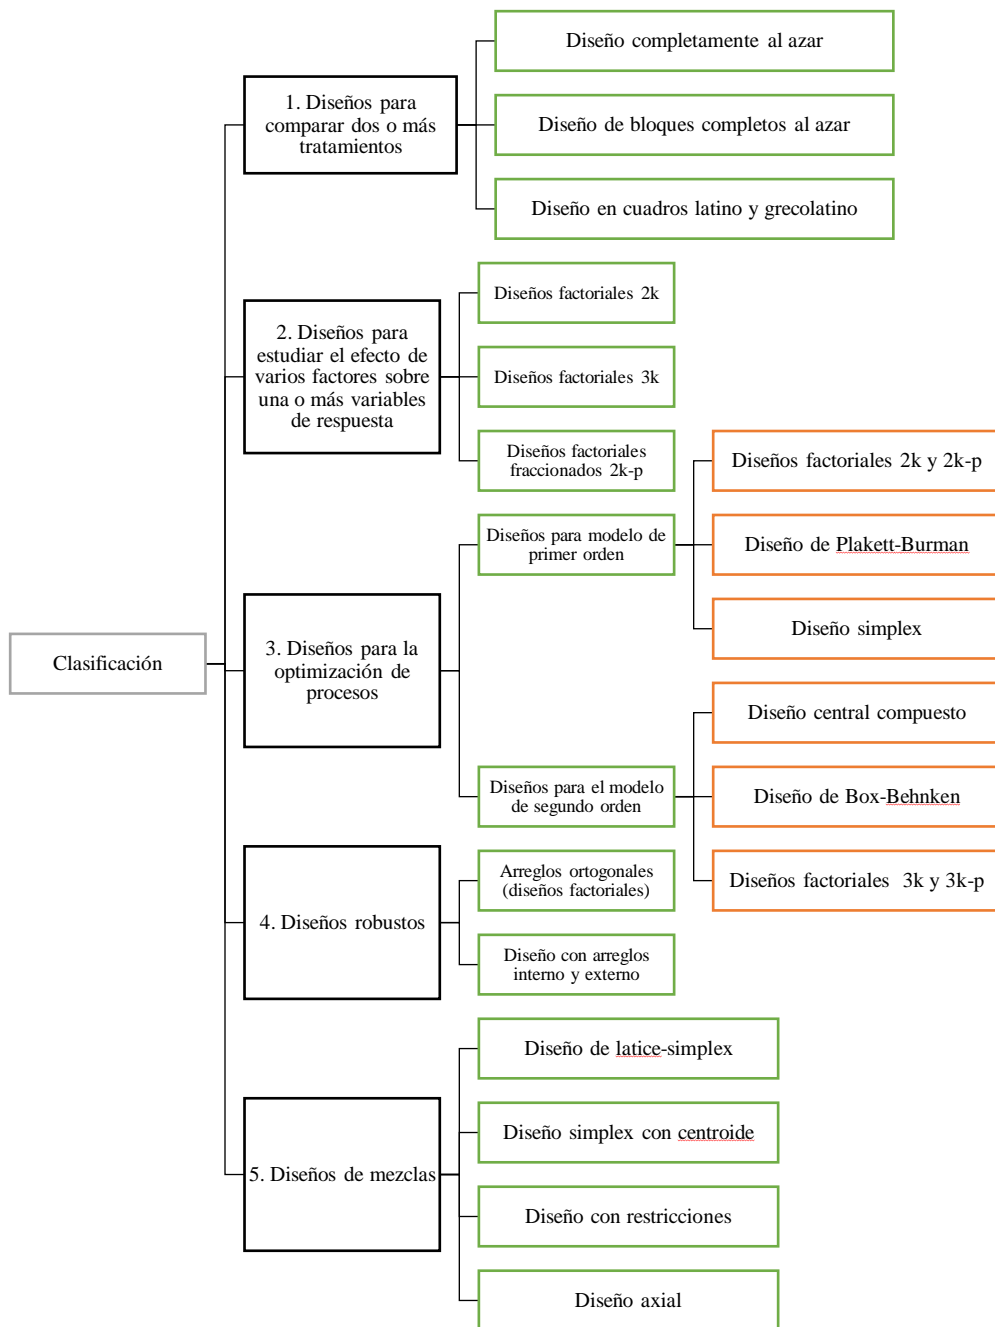 Clasificación
1. Diseños para
comparar dos o más
tratamientos
Diseño completamente al azar
Diseño de bloques completos al azar
Diseño en cuadros latino y grecolatino
2. Diseños para
estudiar el efecto de
varios factores sobre
una o más variables
de respuesta
Diseños factoriales 2k
Diseños factoriales 3k
Diseños factoriales
fraccionados 2k-p
3. Diseños para la
optimización de
procesos
Diseños para modelo de
primer orden
Diseños factoriales 2k y 2k-p
Diseño de Plakett-Burman
Diseño simplex
Diseños para el modelo
de segundo orden
Diseño central compuesto
Diseño de Box-Behnken
Diseños factoriales 3k y 3k-p
4. Diseños robustos
Arreglos ortogonales
(diseños factoriales)
Diseño con arreglos
interno y externo
5. Diseños de mezclas
Diseño de latice-simplex
Diseño simplex con centroide
Diseño con restricciones
Diseño axial